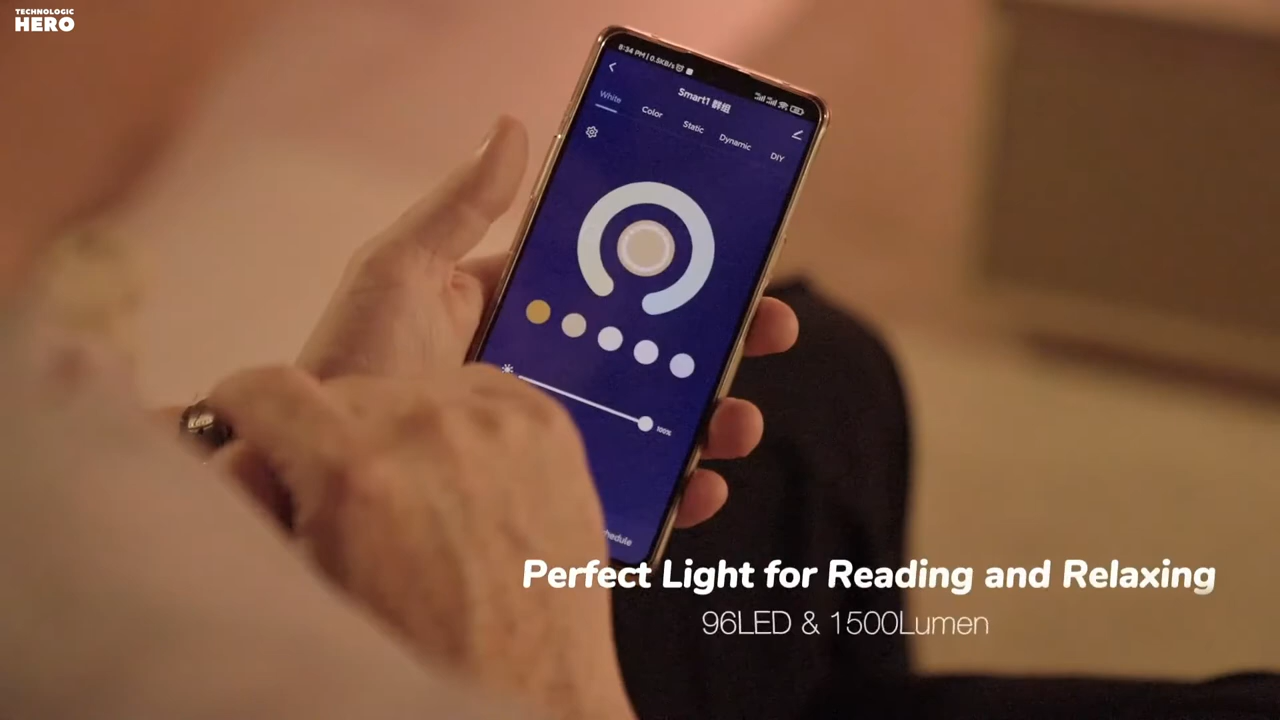 TECHNOLOGIC
HERO
8:34 PM | 0.5KB/s
Smart1 群组
White
Color
Static
Dynamic
DIY
100%
hedule
Perfect Light for Reading and Relaxing
96LED & 1500Lumen